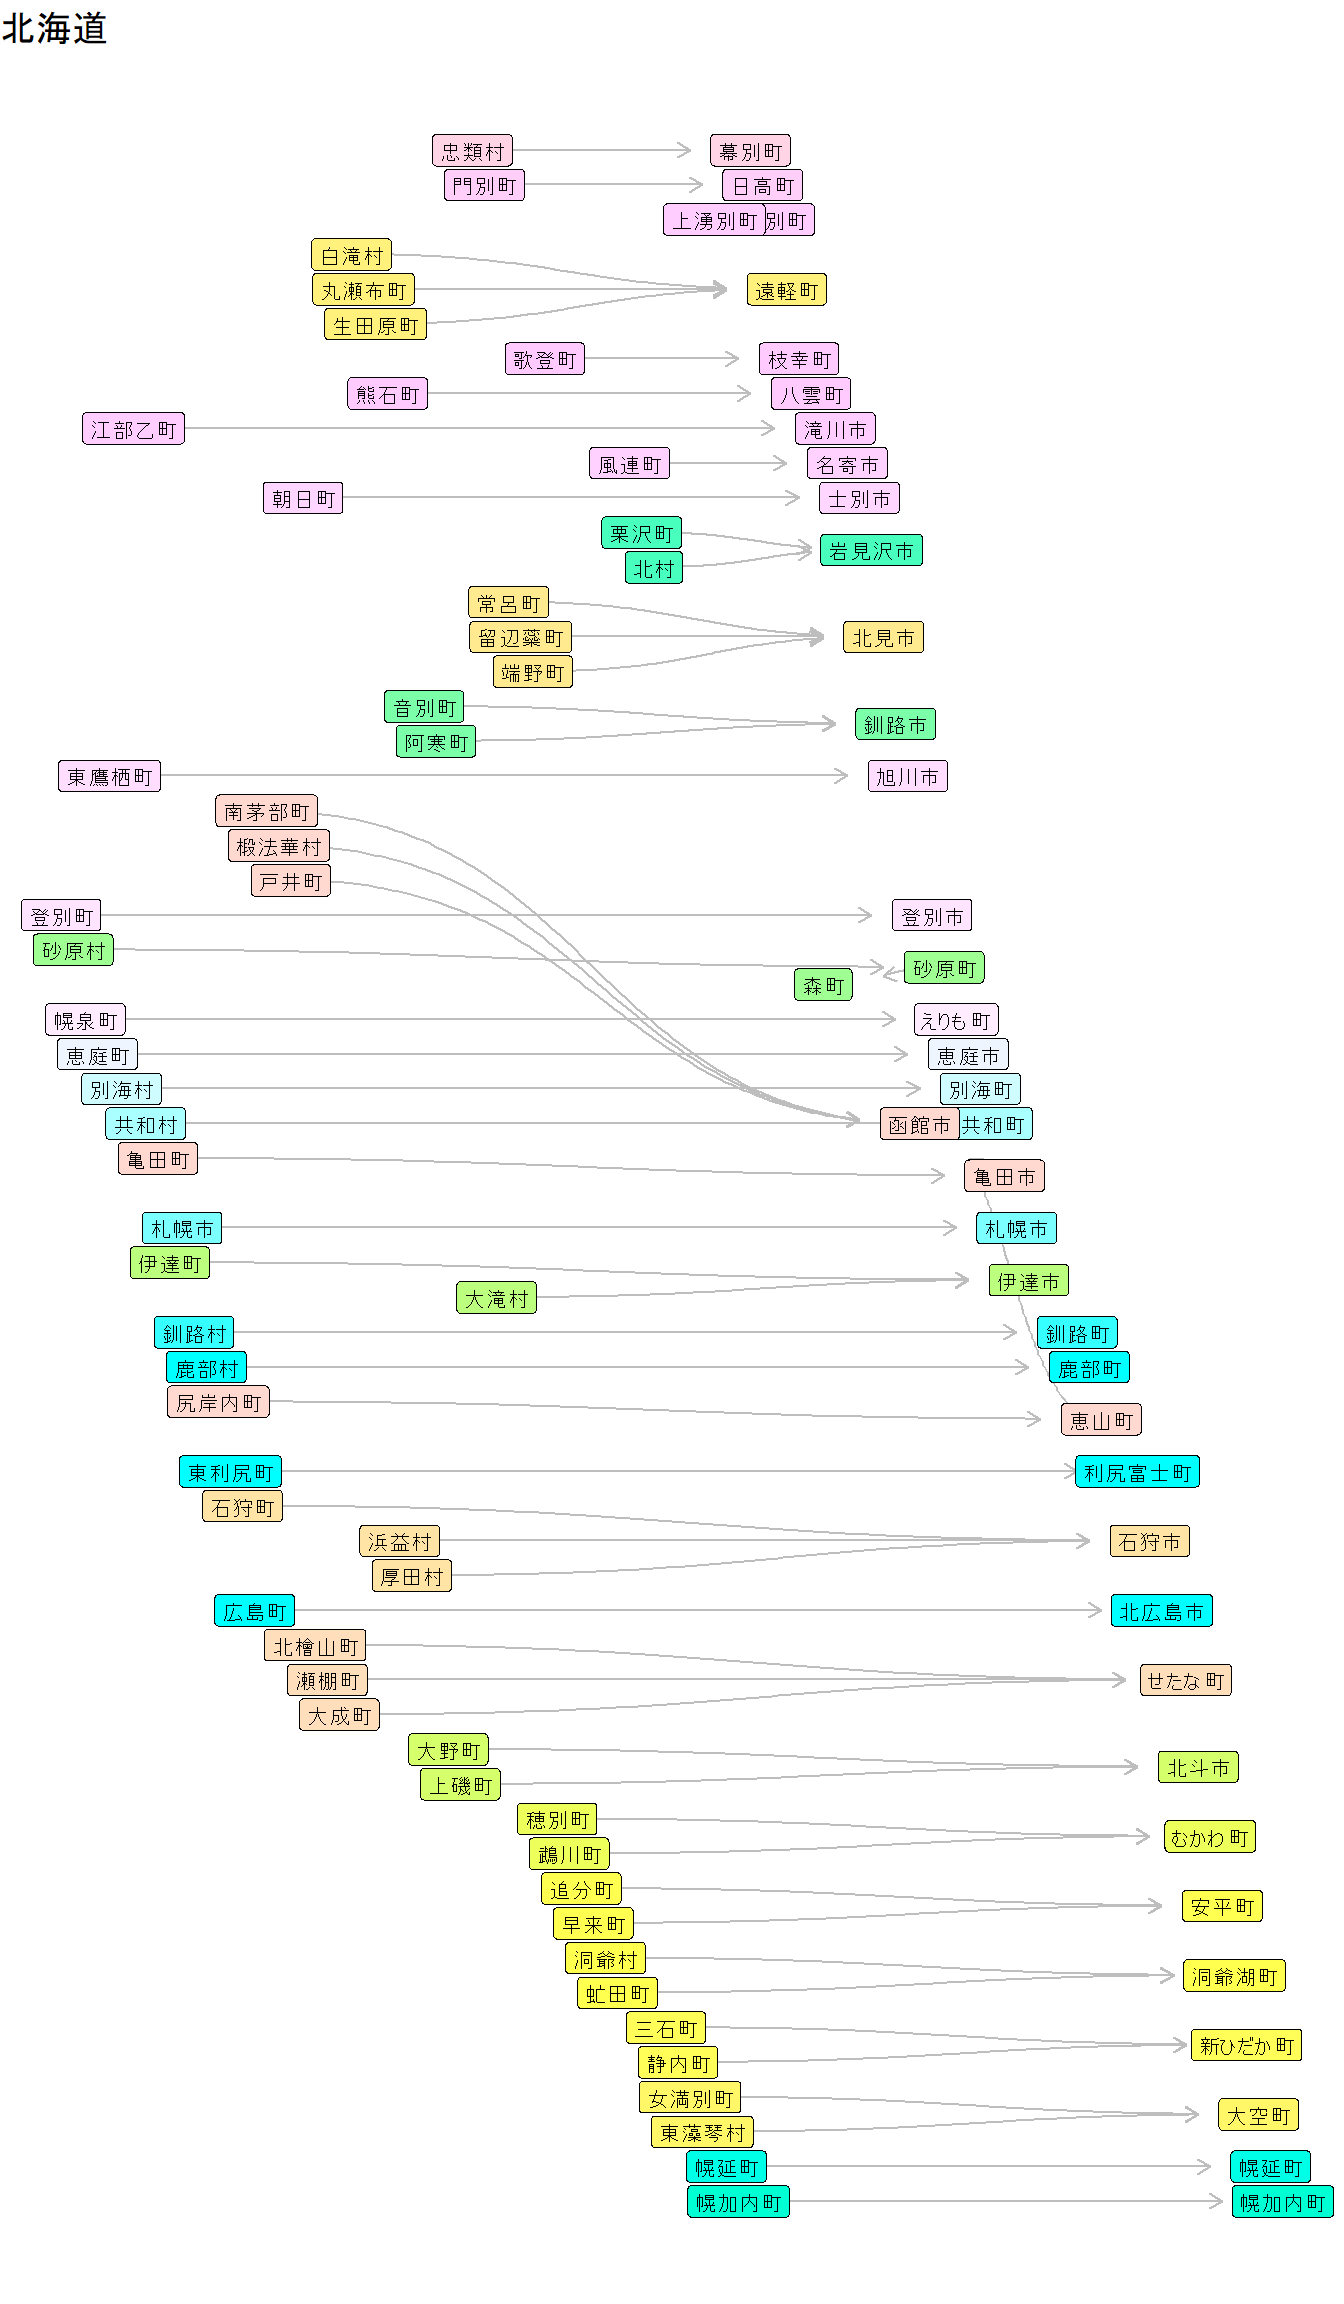 北海道
忠類村 幕別町
門別町 日高町
上湧別町 別町
白滝村
丸瀬布町 遠軽町
生田原町
歌登町 枝幸町
熊石町 八雲町
江部乙町 滝川市
風連町 名寄市
朝日町 士別市
栗沢町
岩見沢市
北村
常呂町
留辺蘂町 北見市
端野町
音別町
釧路市
阿寒町
東鷹栖町 旭川市
南茅部町
椴法華村
戸井町
登別町 登別市
砂原村
砂原町
森町
幌泉町 えりも町
恵庭町 恵庭市
別海村 別海町
共和村 函館市 共和町
亀田町
亀田市
札幌市 札幌市
伊達町
伊達市
大滝村
釧路村 釧路町
鹿部村 鹿部町
尻岸内町
恵山町
東利尻町 利尻富士町
石狩町
浜益村 石狩市
厚田村
広島町 北広島市
北檜山町
瀬棚町 せたな町
大成町
大野町
北斗市
上磯町
穂別町
むかわ町
鵡川町
追分町
安平町
早来町
洞爺村
洞爺湖町
虻田町
三石町
新ひだか町
静内町
女満別町
大空町
東藻琴村
幌延町 幌延町
幌加内町 幌加内町